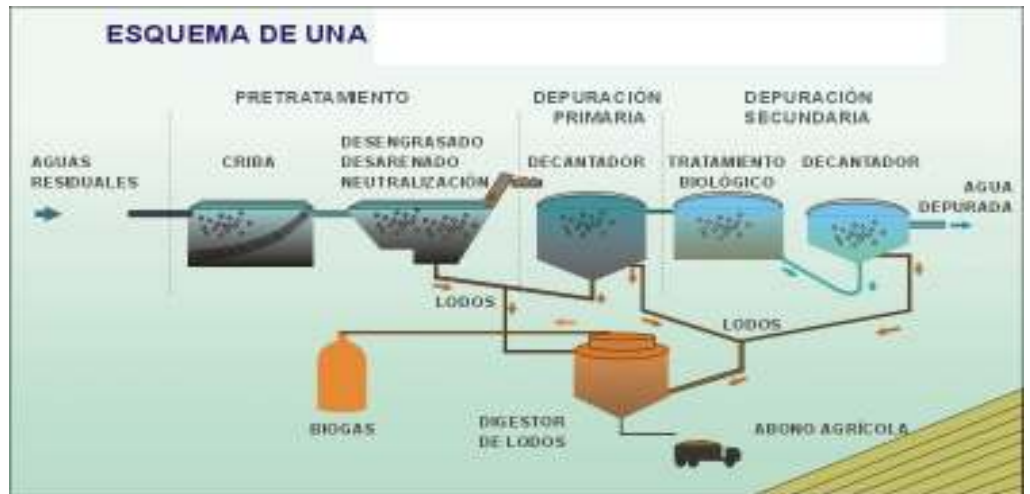 ESQUEMA DE UNA
PRETRATAMIENTO
DEPURACIÓN
PRIMARIA
DEPURACIÓN
SECUNDARIA
AGUAS
RESIDUALES
CRIBA
DESENGRASADO
DESARENADO
NEUTRALIZACIÓN
DECANTADOR
TRATAMIENTO
BIOLÓGICO
DECANTADOR
AGUA
DEPURADA
LODOS
LODOS
BIOGAS
DIGESTOR
DE LODOS
ABONO AGRÍCOLA